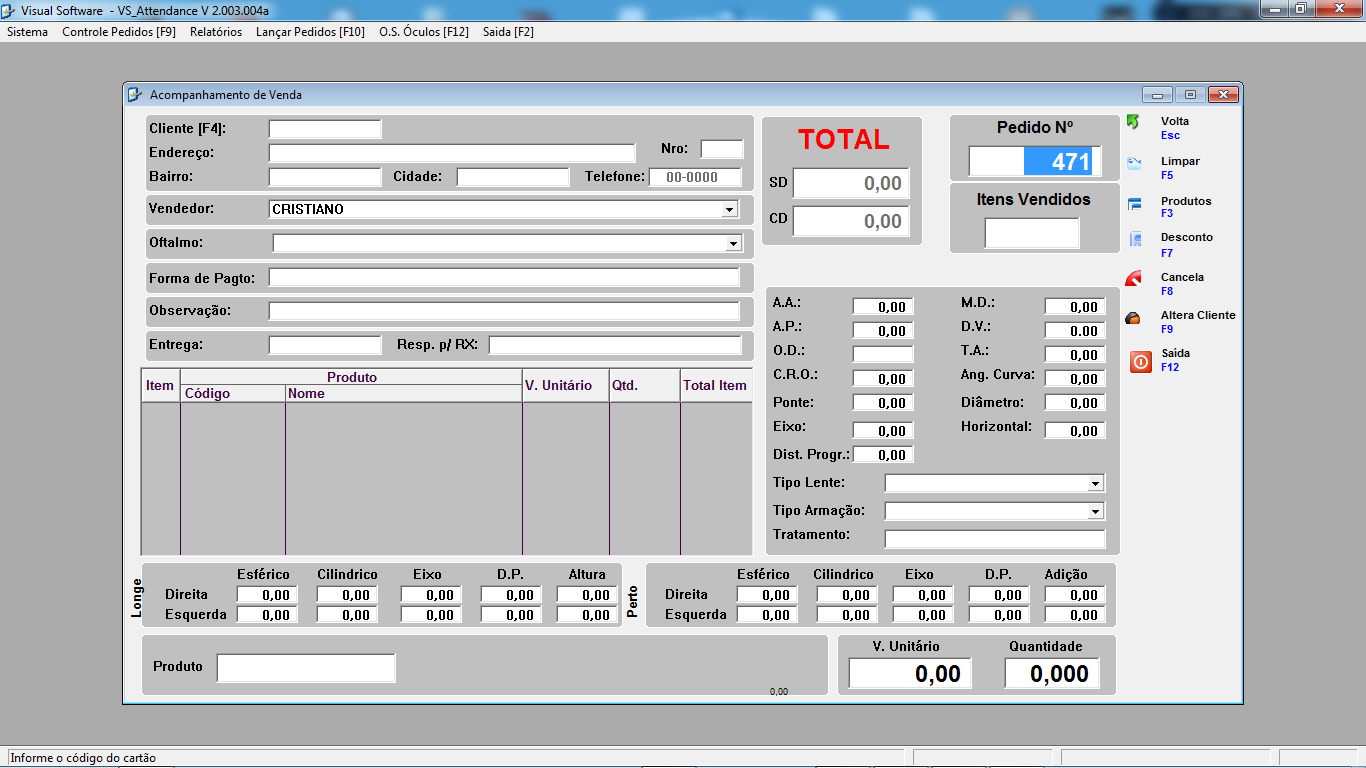 Visual Software - VS_Attendance V 2.003.004a
Sistema Controle Pedidos [F9] Relatórios Lançar Pedidos [F10] O.S. Óculos [F12] Saida [F2]
Acompanhamento de Venda
Cliente [F4]:
Endereço: Nro:
Bairro: Cidade: Telefone: 00-0000
Vendedor: CRISTIANO
Oftalmo:
Forma de Pagto:
Observação:
Entrega: Resp. p/ RX:
TOTAL
SD 0,00
CD 0,00
Pedido Nº
471
Itens Vendidos
Volta
Esc
Limpar
F5
Produtos
F3
Desconto
F7
Cancela
F8
Altera Cliente
F9
Saída
F12
A.A.: 0,00 M.D.: 0,00
A.P.: 0,00 D.V.: 0,00
O.D.: T.A.: 0,00
C.R.O.: 0,00 Ang. Curva: 0,00
Ponte: 0,00 Diâmetro: 0,00
Eixo: 0,00 Horizontal: 0,00
Dist. Progr.: 0,00
Tipo Lente:
Tipo Armação:
Tratamento:
Item Produto V. Unitário Qtd. Total Item
Código Nome
Longe
Esférico Cilindrico Eixo D.P. Altura
Direita 0,00 0,00 0,00 0,00 0,00
Esquerda 0,00 0,00 0,00 0,00 0,00
Perto
Esférico Cilindrico Eixo D.P. Adição
Direita 0,00 0,00 0,00 0,00 0,00
Esquerda 0,00 0,00 0,00 0,00 0,00
Produto
0,00
V. Unitário Quantidade
0,00 0,000
Informe o código do cartão